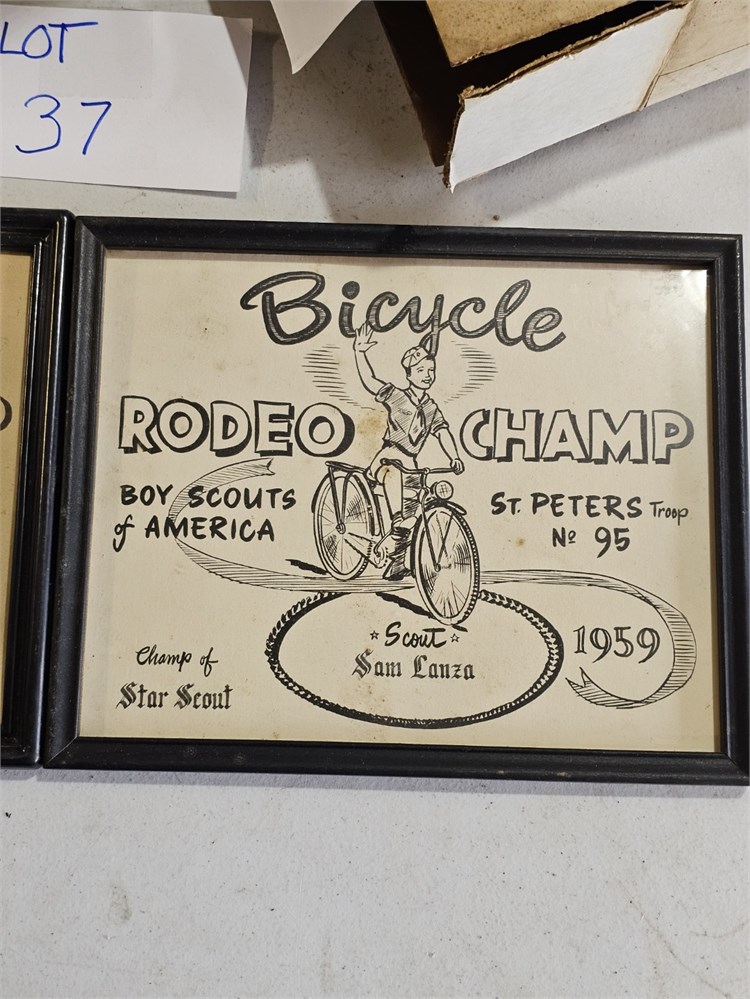 LOT
37
Bicycle
RODEO CHAMP
BOY SCOUTS
of AMERICA
ST. PETERS Troop
Nº 95
Champ of
Star Scout
☆ Scout ☆
Sam Lanza
1959